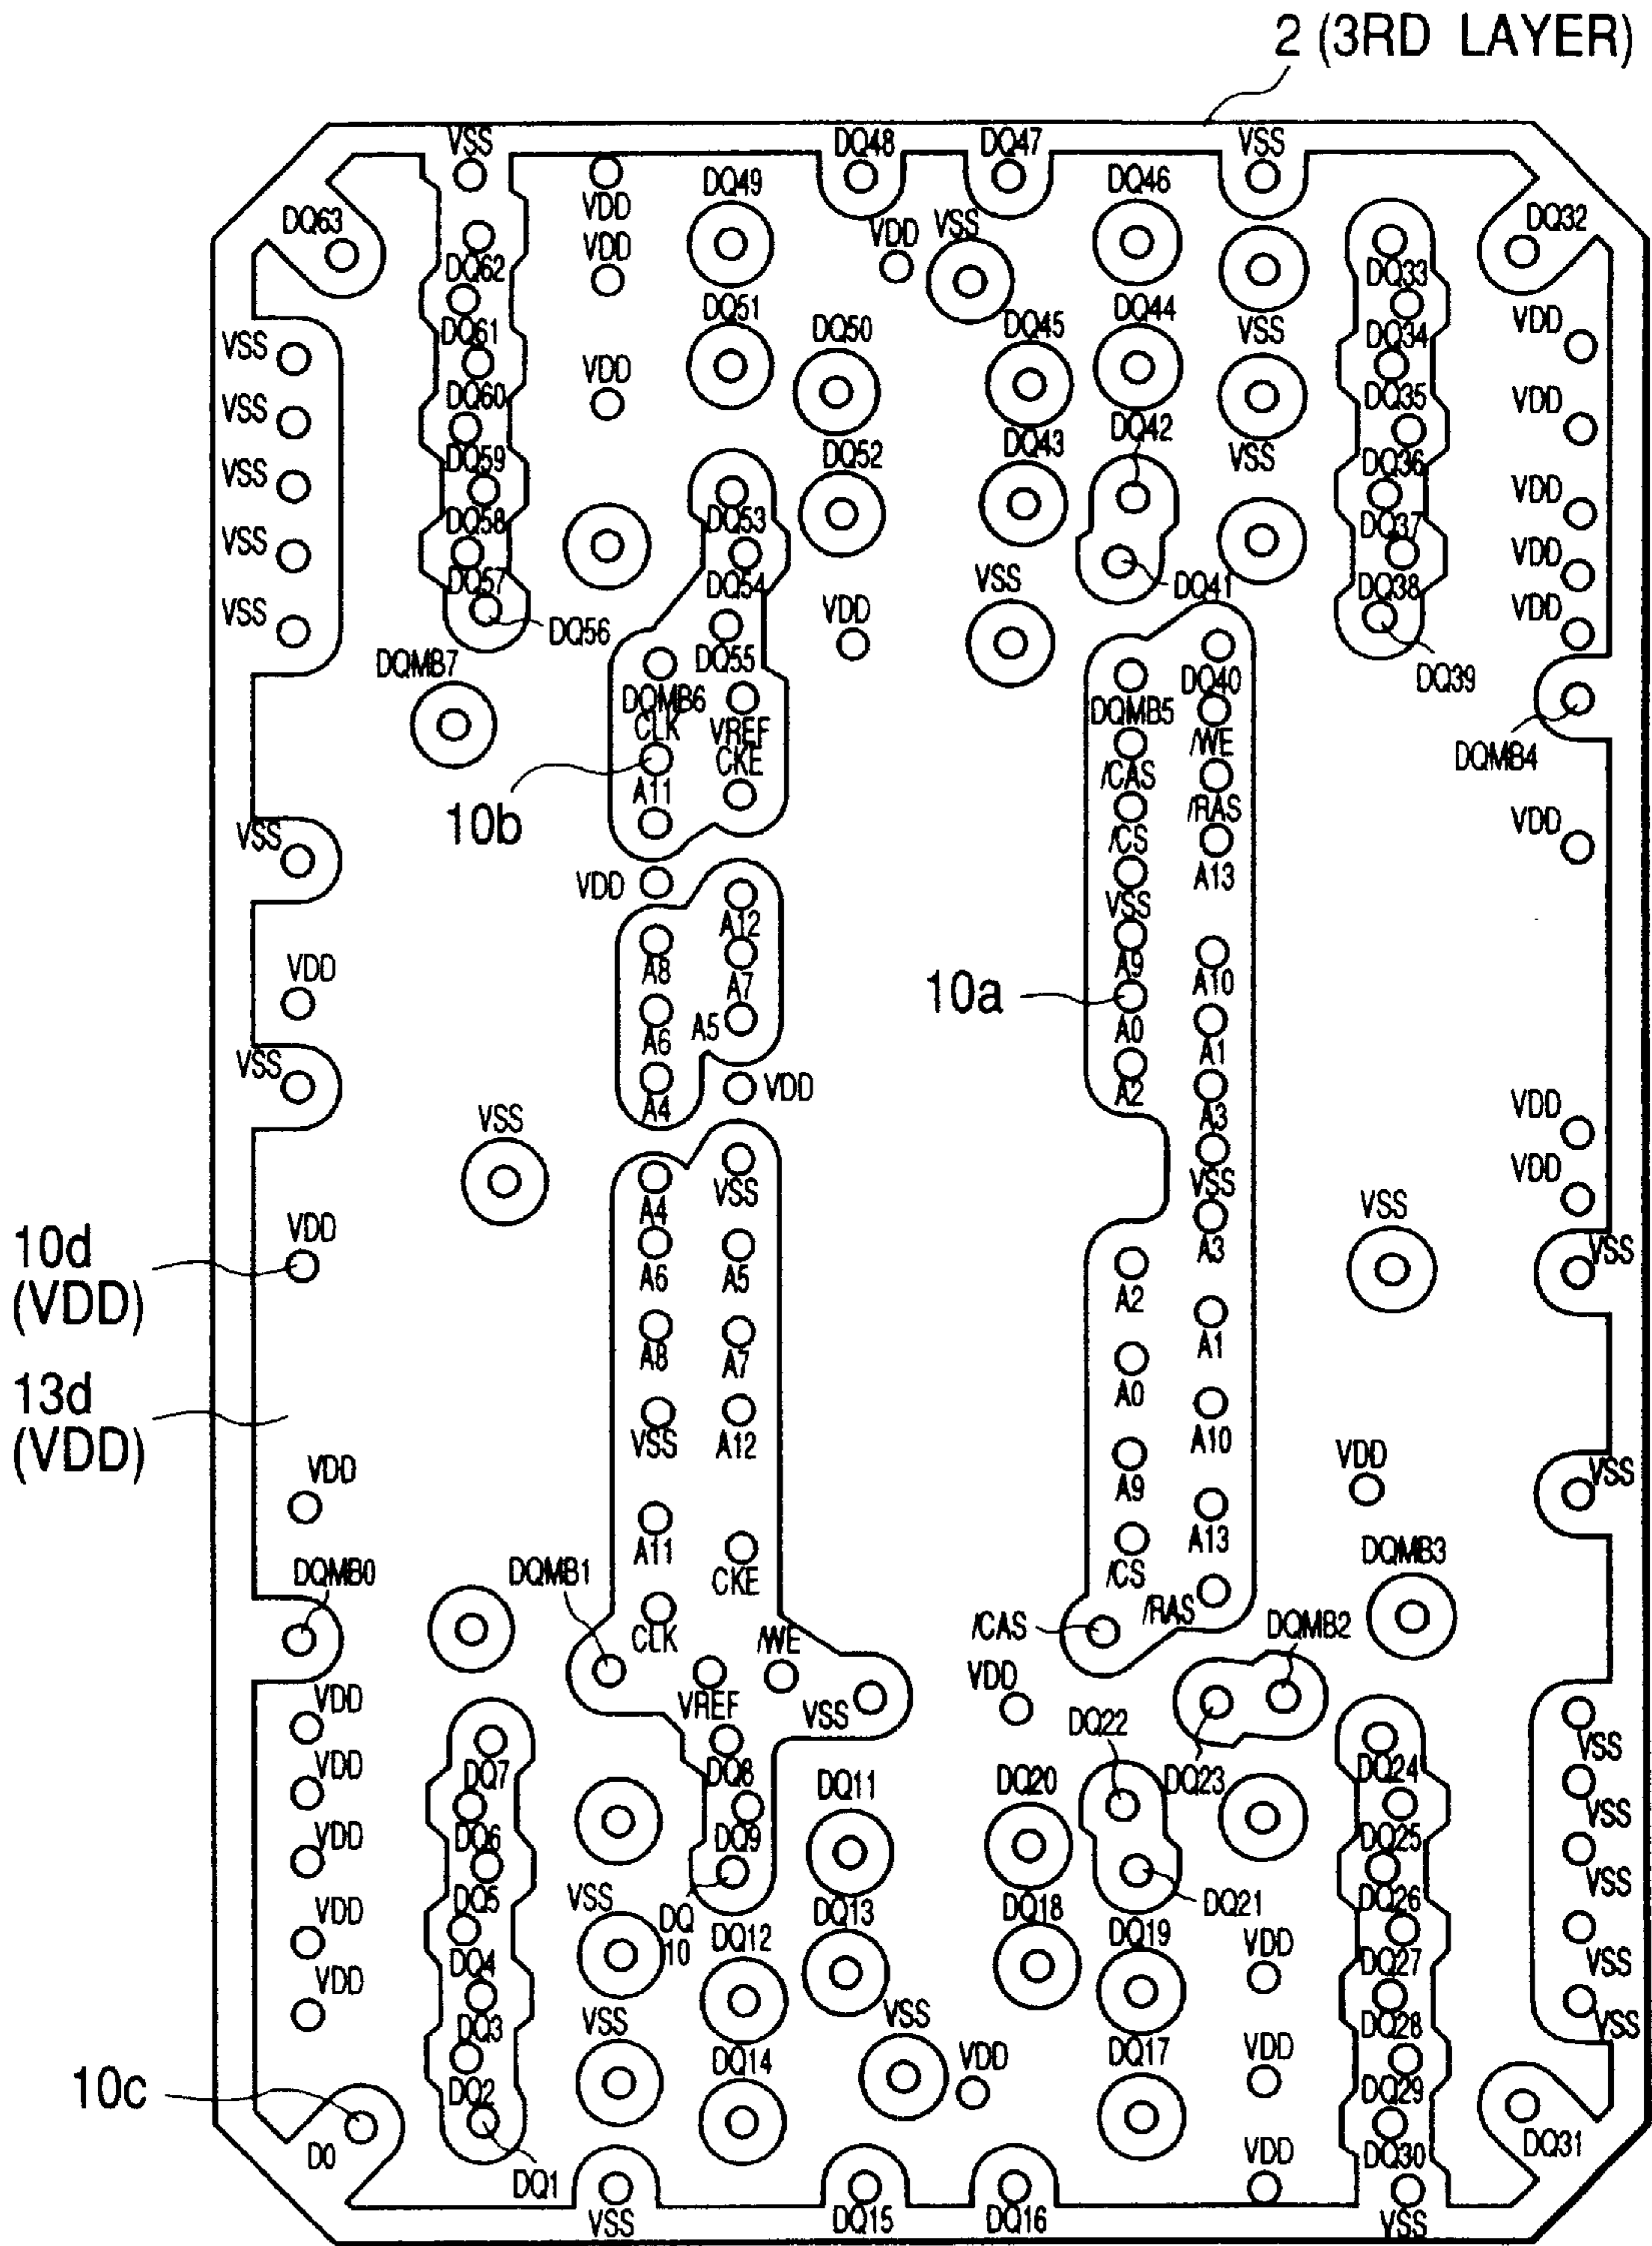 2 (3RD LAYER)
VSS
DQ48
DQ47
VSS
DQ63
VDD
DQ49
DQ46
DQ32
VDD
VDD
VSS
DQ62
DQ33
DQ61
DQ51
DQ50
DQ45
DQ44
VSS
DQ34
VDD
VSS
DQ60
VDD
DQ35
VDD
VSS
DQ59
DQ52
DQ43
DQ42
VSS
DQ36
VSS
DQ58
DQ53
DQ37
VDD
VSS
DQ57
DQ54
VSS
DQ41
DQ38
VDD
VSS
DQ56
VDD
VDD
DQMB7
DQ55
DQ40
DQ39
DQMB6
DQMB5
CLK
VREF
/WE
DQMB4
CKE
/CAS
10b
A11
/RAS
VDD
VSS
/CS
VDD
A13
VSS
A12
A8
A9
A10
VDD
A7
10a
A6
A5
A0
A1
VSS
A4
VDD
A2
A3
VDD
VSS
A4
VSS
VSS
VDD
VSS
10d
(VDD)
VDD
A6
A5
A3
VSS
A2
A8
A7
A1
13d
(VDD)
A0
VSS
A12
A10
VDD
VDD
A9
VSS
A11
A13
DQMB0
DQMB1
CKE
/CS
DQMB3
CLK
/WE
/CAS
/RAS
DQMB2
VDD
VREF
VSS
VDD
DQ22
VSS
VDD
DQ7
DQ8
DQ11
DQ20
DQ23
DQ24
VSS
VDD
DQ6
DQ9
DQ25
VSS
VDD
DQ5
VSS
DQ
10
DQ12
DQ13
DQ18
DQ19
DQ21
DQ26
VSS
VDD
DQ4
VDD
DQ27
VSS
VDD
DQ3
VSS
DQ14
VSS
VDD
DQ17
VDD
DQ28
10c
DQ2
DQ29
D0
DQ1
VSS
DQ15
DQ16
VDD
DQ30
DQ31
VSS